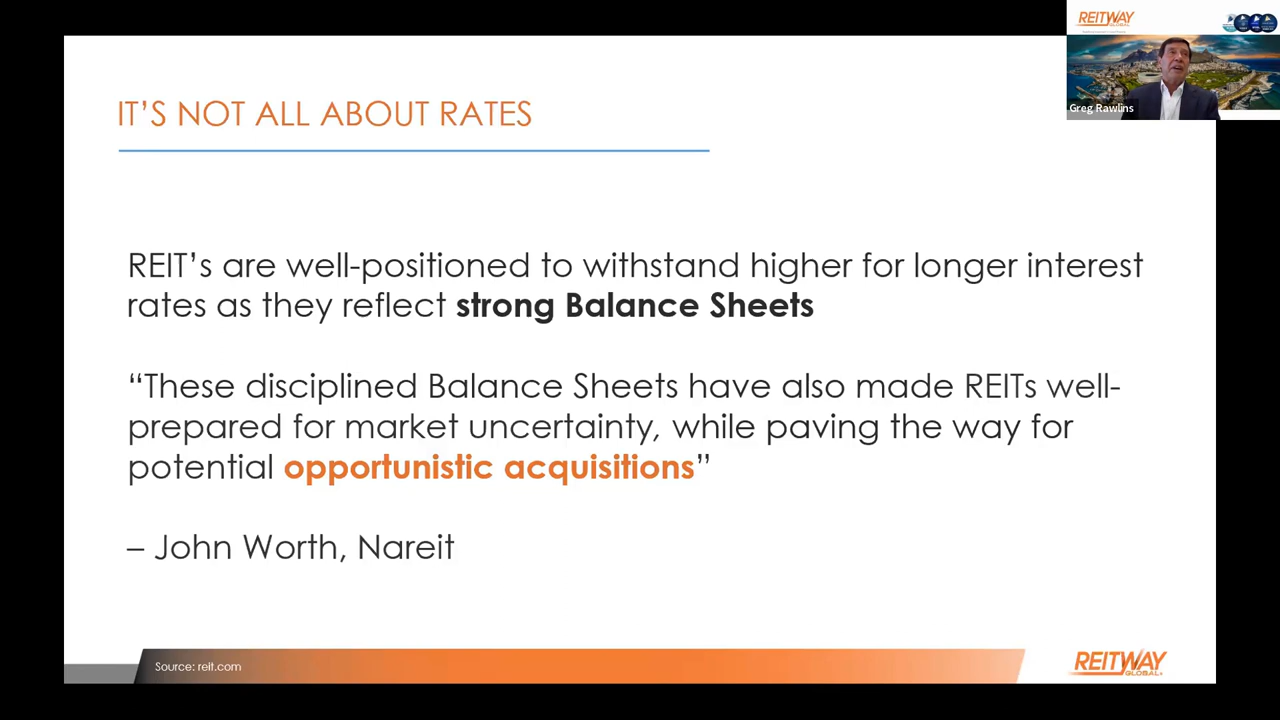 REITWAY
GLOBAL
Greg Rawlins
IT’S NOT ALL ABOUT RATES
REIT’s are well-positioned to withstand higher for longer interest
rates as they reflect strong Balance Sheets
“These disciplined Balance Sheets have also made REITs well-
prepared for market uncertainty, while paving the way for
potential opportunistic acquisitions”
– John Worth, Nareit
Source: reit.com
REITWAY
GLOBAL